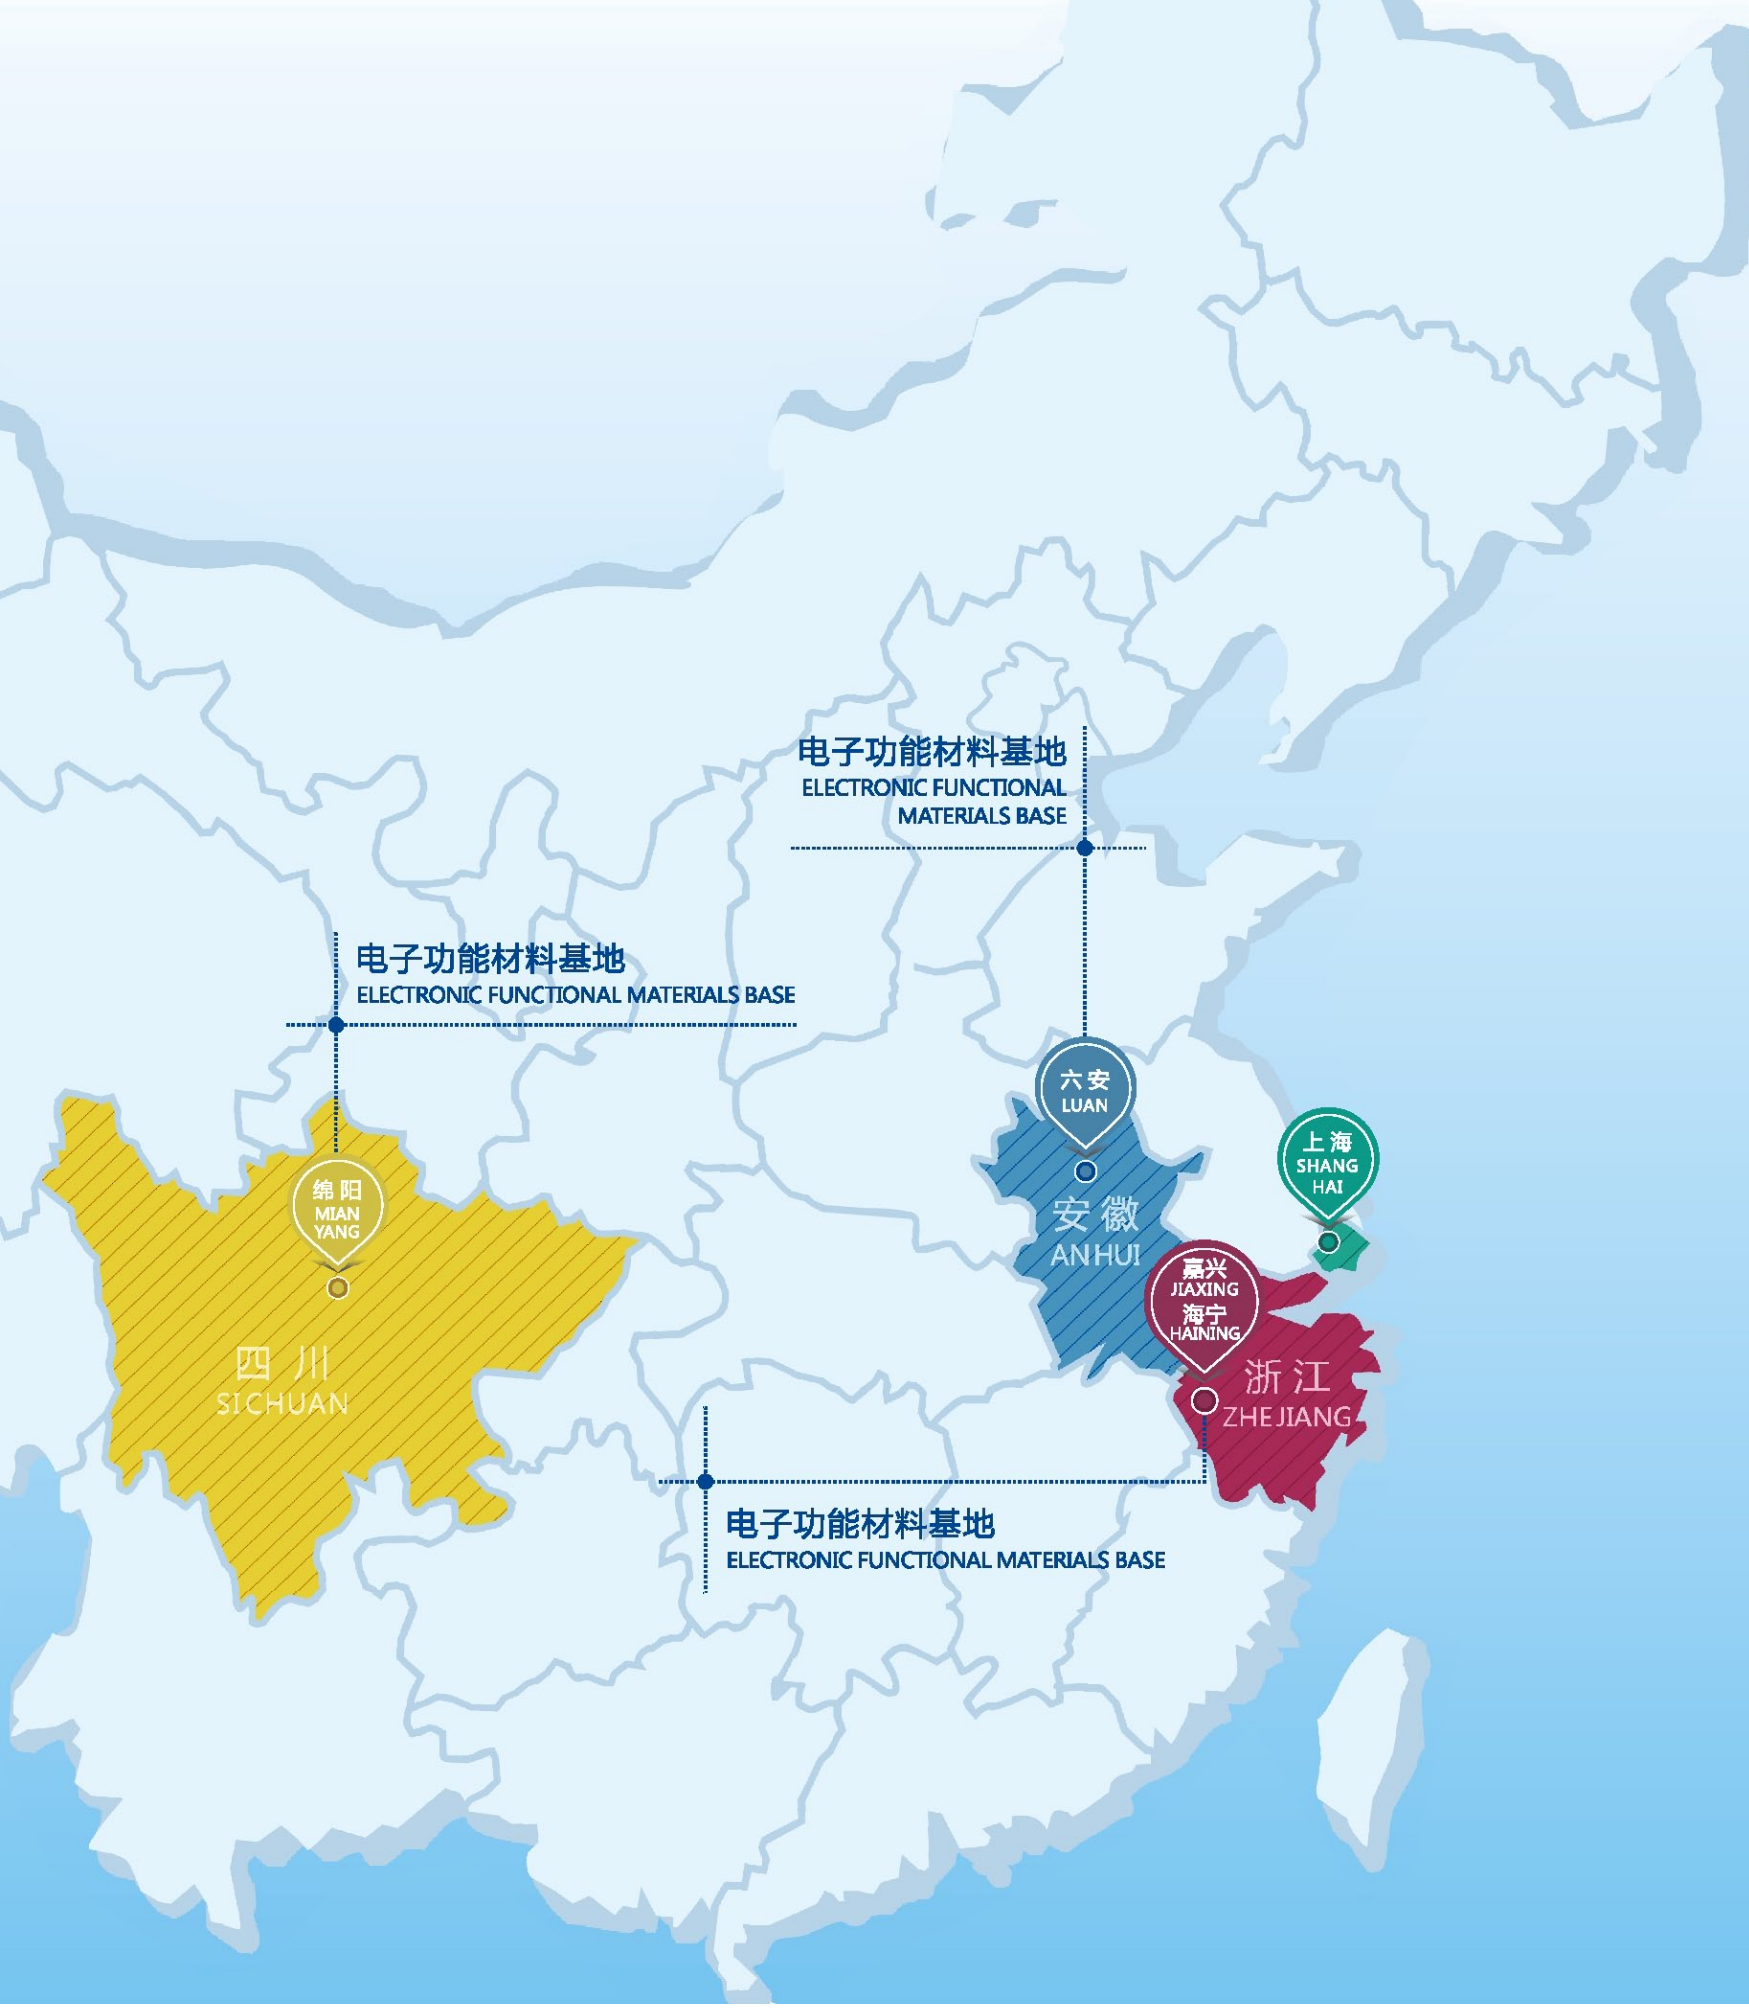 电子功能材料基地
ELECTRONIC FUNCTIONAL
MATERIALS BASE
电子功能材料基地
ELECTRONIC FUNCTIONAL MATERIALS BASE
六安
LUAN
上海
SHANG
HAI
绵阳
MIAN
YANG
安徽
ANHUI
嘉兴
JIAXING
海宁
HAINING
四川
SICHUAN
浙江
ZHEJIANG
电子功能材料基地
ELECTRONIC FUNCTIONAL MATERIALS BASE